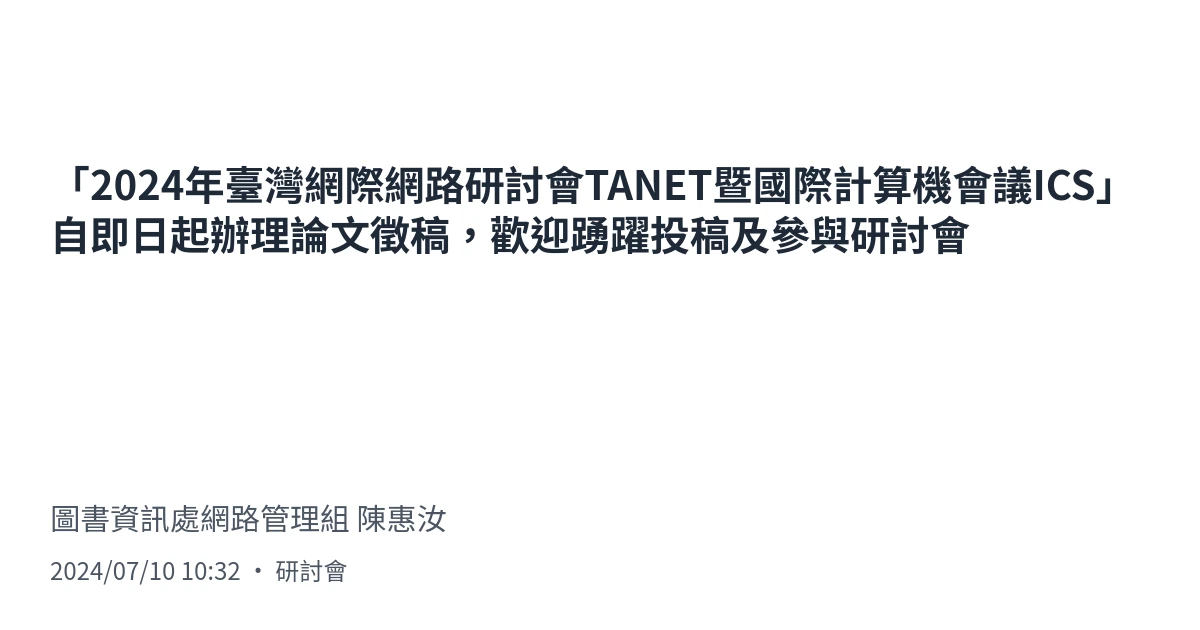 「2024年臺灣網際網路研討會TANET暨國際計算機會議ICS」
自即日起辦理論文徵稿，歡迎踴躍投稿及參與研討會
圖書資訊處網路管理組 陳惠汝
2024/07/10 10:32 ・ 研討會